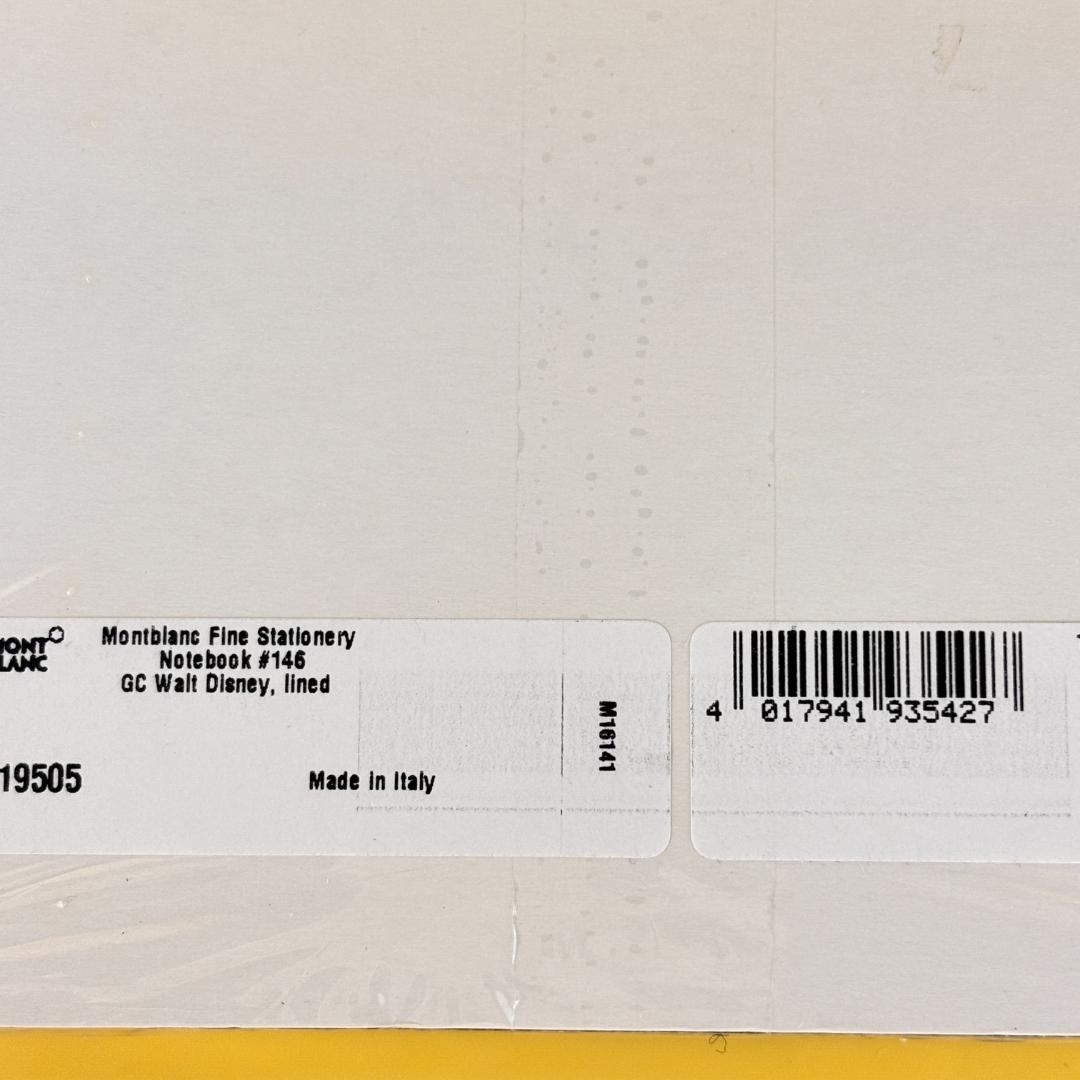 MONT
BLANC
Montblanc Fine Stationery
Notebook #146
GC Walt Disney, lined
19505
Made in Italy
M16141
4 017941 935427